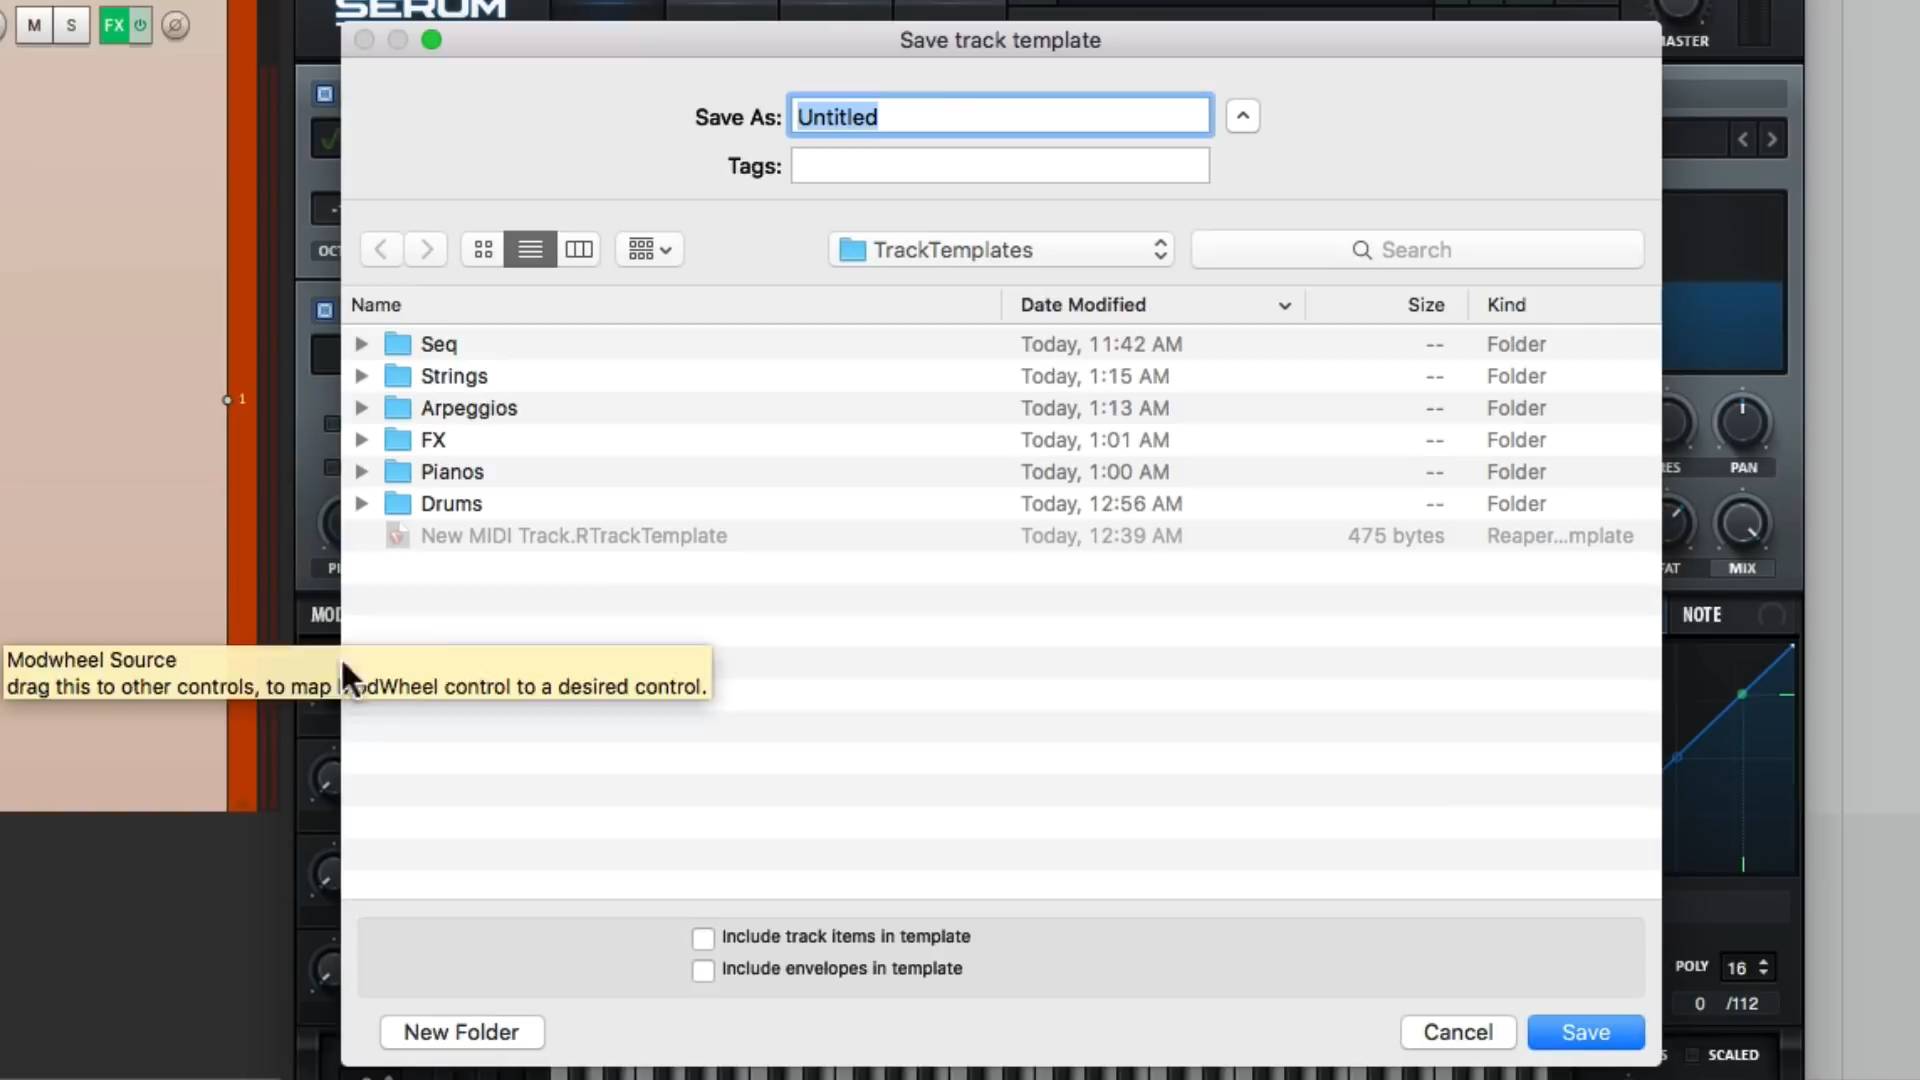 SERUM
M S FX
MASTER
Save track template
Save As: Untitled
Tags:
TrackTemplates
Search
Name Date Modified Size Kind
Seq Today, 11:42 AM -- Folder
Strings Today, 1:15 AM -- Folder
Arpeggios Today, 1:13 AM -- Folder
FX Today, 1:01 AM -- Folder
Pianos Today, 1:00 AM -- Folder
Drums Today, 12:56 AM -- Folder
New MIDI Track.RTrackTemplate Today, 12:39 AM 475 bytes Reaper...mplate
1
PAN
MIX
NOTE
Modwheel Source
drag this to other controls, to map ModWheel control to a desired control.
Include track items in template
Include envelopes in template
POLY 16
0 /112
New Folder Cancel Save
SCALED